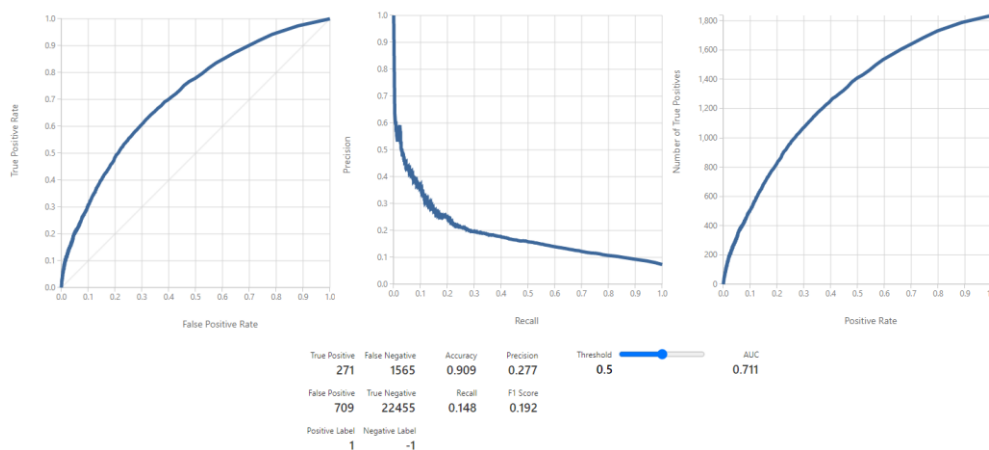 1.0
0.9
0.8
0.7
0.6
0.5
0.4
0.3
0.2
0.1
0.0
True Positive Rate
0.0 0.1 0.2 0.3 0.4 0.5 0.6 0.7 0.8 0.9 1.0
False Positive Rate
1.0
0.9
0.8
0.7
0.6
0.5
0.4
0.3
0.2
0.1
0.0
Precision
0.0 0.1 0.2 0.3 0.4 0.5 0.6 0.7 0.8 0.9 1.0
Recall
1,800
1,600
1,400
1,200
1,000
800
600
400
200
0
Number of True Positives
0.0 0.1 0.2 0.3 0.4 0.5 0.6 0.7 0.8 0.9 1.0
Positive Rate
True Positive False Negative Accuracy Precision Threshold AUC
271 1565 0.909 0.277 0.5 0.711
False Positive True Negative Recall F1 Score
709 22455 0.148 0.192
Positive Label Negative Label
1 -1